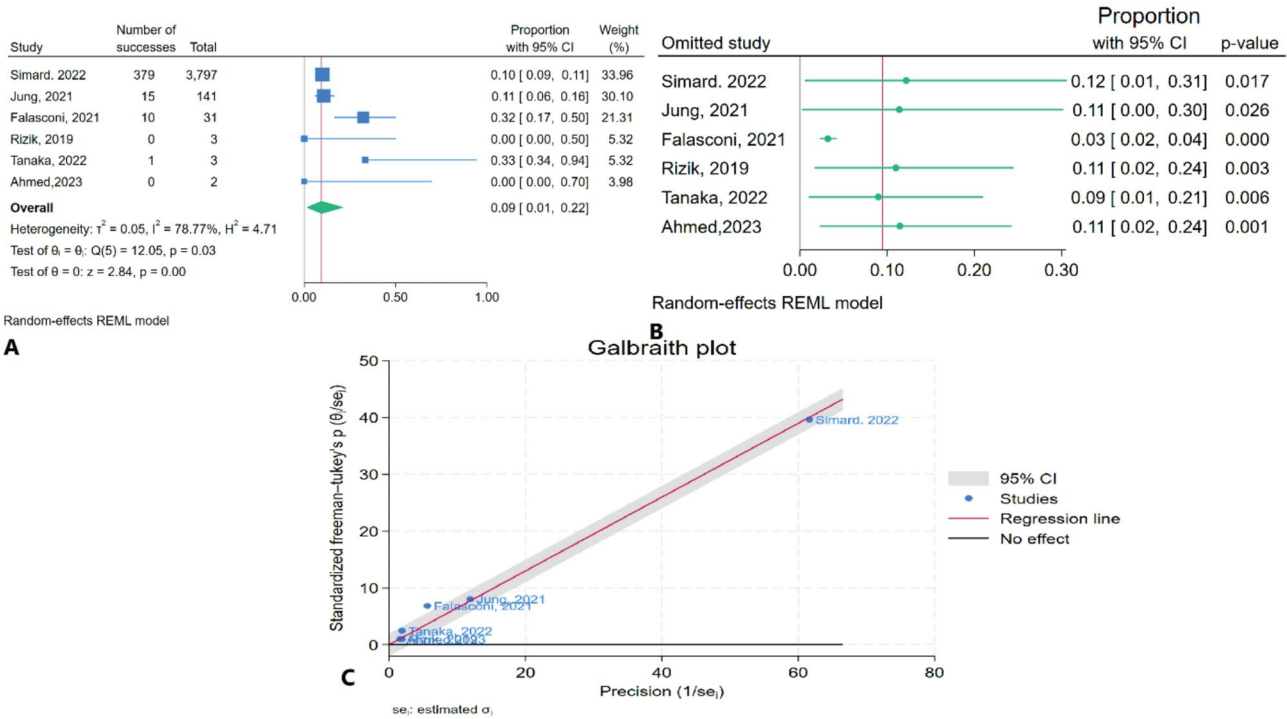 Number of Proportion Weight
Study successes Total with 95% CI (%)
Simard. 2022 379 3,797 0.10 [ 0.09, 0.11] 33.96
Jung, 2021 15 141 0.11 [ 0.06, 0.16] 30.10
Falasconi, 2021 10 31 0.32 [ 0.17, 0.50] 21.31
Rizik, 2019 0 3 0.00 [ 0.00, 0.50] 5.32
Tanaka, 2022 1 3 0.33 [ 0.34, 0.94] 5.32
Ahmed,2023 0 2 0.00 [ 0.00, 0.70] 3.98
Overall 0.09 [ 0.01, 0.22]
Heterogeneity: τ² = 0.05, I² = 78.77%, H² = 4.71
Test of θᵢ = θⱼ: Q(5) = 12.05, p = 0.03
Test of θ = 0: z = 2.84, p = 0.00
0.00 0.50 1.00
Random-effects REML model
A
Proportion
Omitted study with 95% CI p-value
Simard. 2022 0.12 [ 0.01, 0.31] 0.017
Jung, 2021 0.11 [ 0.00, 0.30] 0.026
Falasconi, 2021 0.03 [ 0.02, 0.04] 0.000
Rizik, 2019 0.11 [ 0.02, 0.24] 0.003
Tanaka, 2022 0.09 [ 0.01, 0.21] 0.006
Ahmed,2023 0.11 [ 0.02, 0.24] 0.001
0.00 0.10 0.20 0.30
Random-effects REML model
B
Galbraith plot
Standardized freeman–tukey's p (θⱼ/seⱼ)
50
40
30
20
10
0
Simard. 2022
Jung, 2021
Falasconi, 2021
Tanaka, 2022
0 20 40 60 80
Precision (1/seⱼ)
95% CI
Studies
Regression line
No effect
C
seⱼ: estimated σⱼ